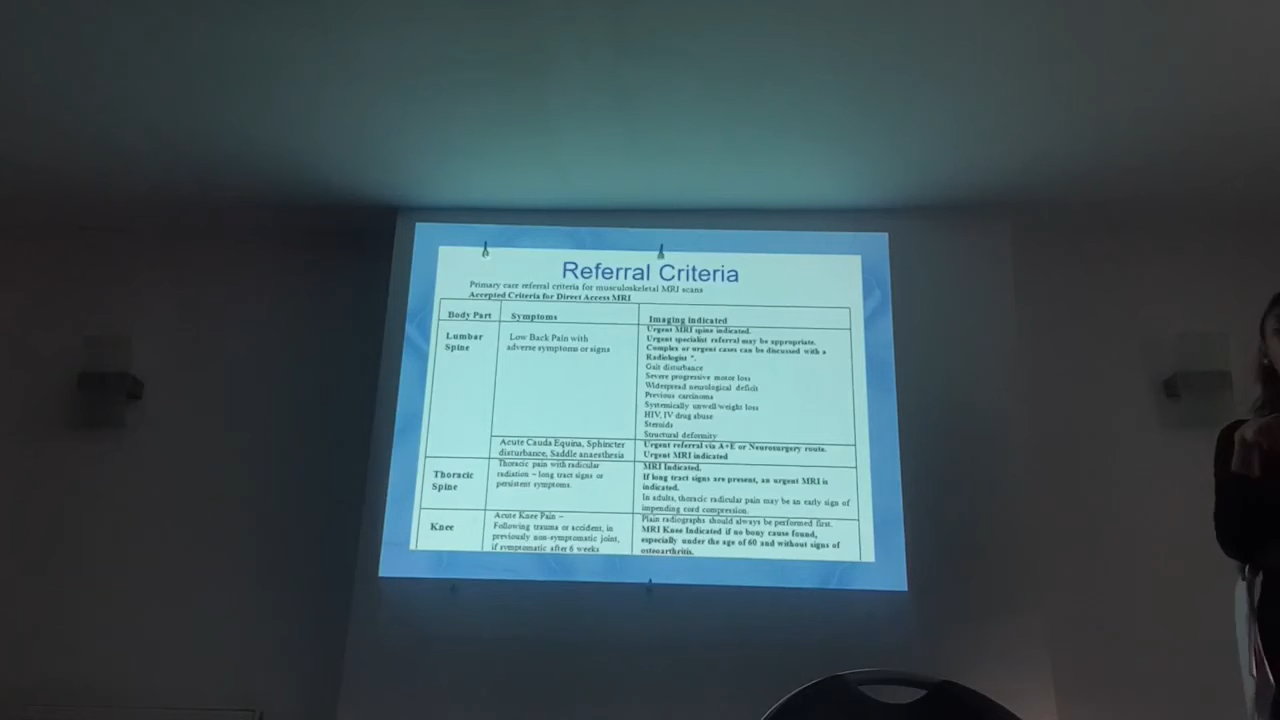 Referral Criteria
Primary care referral criteria for musculoskeletal MRI scans
Accepted Criteria for Direct Access MRI
Body Part
Symptoms
Imaging indicated
Lumbar
Spine
Low Back Pain with
adverse symptoms or signs
Urgent MRI spine indicated.
Urgent specialist referral may be appropriate.
Complex or urgent cases can be discussed with a
Radiologist *.
Gait disturbance
Severe progressive motor loss
Widespread neurological deficit
Previous carcinoma
Systemically unwell/weight loss
HIV, IV drug abuse
Steroids
Structural deformity
Acute Cauda Equina, Sphincter
disturbance, Saddle anaesthesia
Urgent referral via A+E or Neurosurgery route.
Urgent MRI indicated
Thoracic
Spine
Thoracic pain with radicular
radiation – long tract signs or
persistent symptoms.
MRI Indicated.
If long tract signs are present, an urgent MRI is
indicated.
In adults, thoracic radicular pain may be an early sign of
impending cord compression.
Knee
Acute Knee Pain –
Following trauma or accident, in
previously non-symptomatic joint,
if symptomatic after 6 weeks
Plain radiographs should always be performed first.
MRI Knee Indicated if no bony cause found,
especially under the age of 60 and without signs of
osteoarthritis.